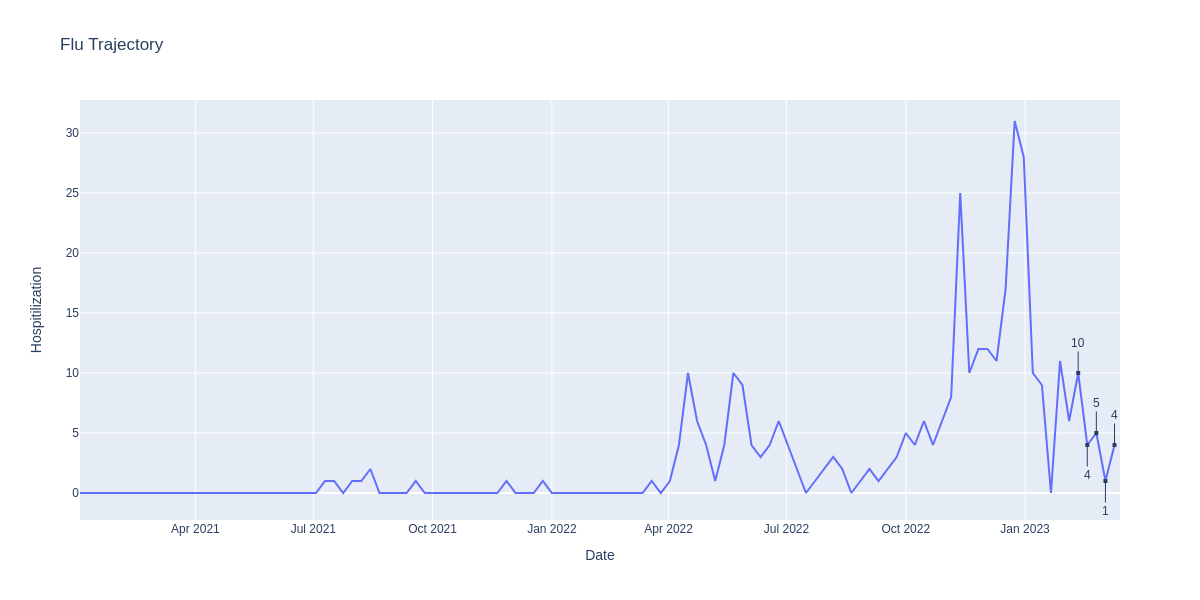 Flu Trajectory
30
25
20
15
10
5
0
Hospitilization
10
5
4
4
1
Apr 2021
Jul 2021
Oct 2021
Jan 2022
Apr 2022
Jul 2022
Oct 2022
Jan 2023
Date